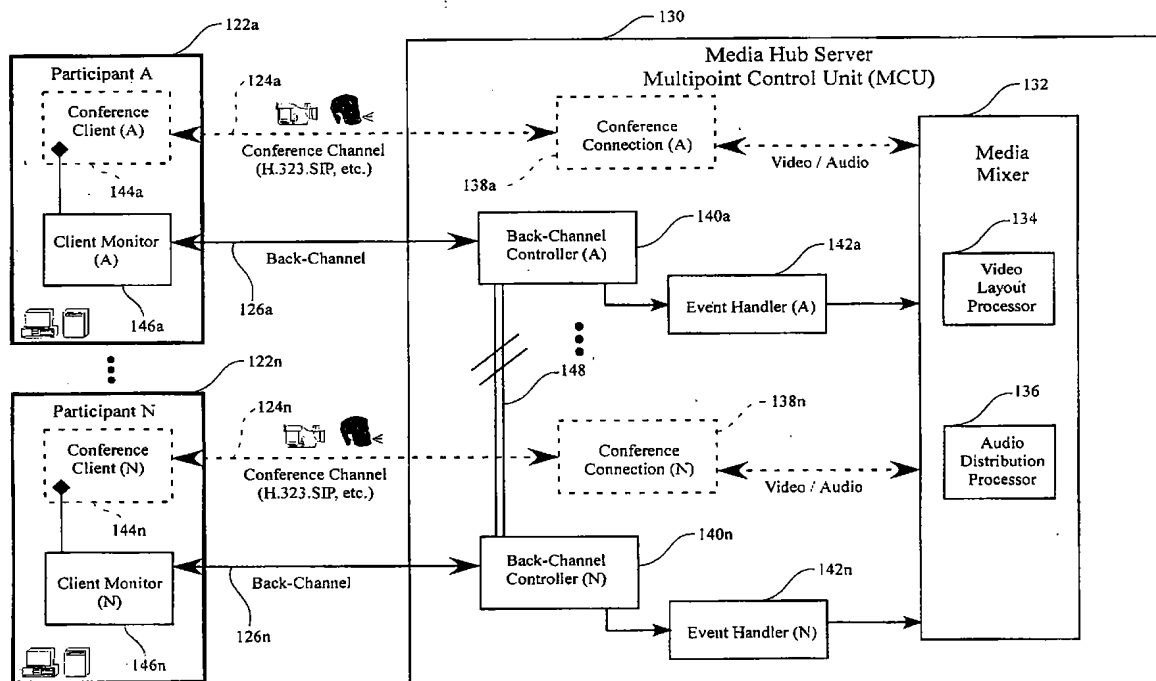 122a
130
Participant A
Media Hub Server
Multipoint Control Unit (MCU)
124a
132
Conference
Client (A)
Conference
Connection (A)
Conference Channel
(H.323.SIP, etc.)
Video / Audio
Media
Mixer
144a
138a
140a
134
Client Monitor
(A)
Back-Channel
Back-Channel
Controller (A)
142a
Video
Layout
Processor
Event Handler (A)
146a
126a
122n
148
Participant N
124n
138n
136
Conference
Client (N)
Conference
Connection (N)
Audio
Distribution
Processor
Conference Channel
(H.323.SIP, etc.)
Video / Audio
144n
140n
Client Monitor
(N)
Back-Channel
Back-Channel
Controller (N)
142n
Event Handler (N)
146n
126n